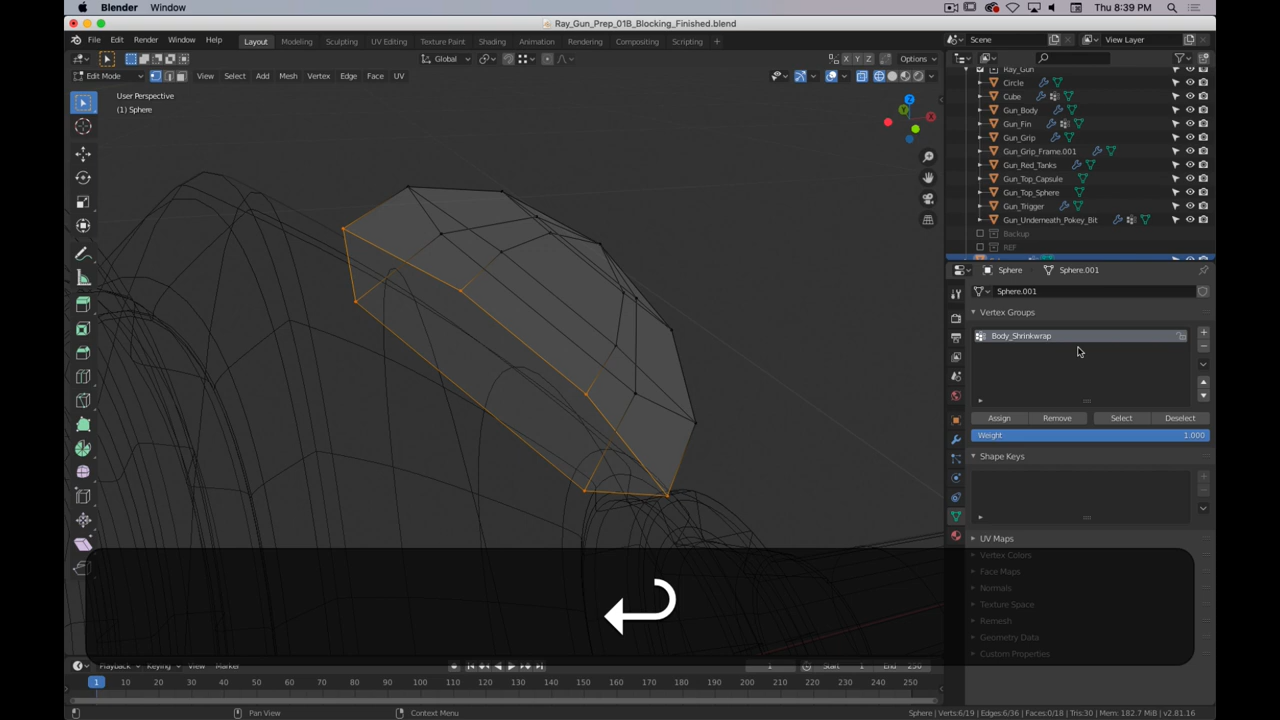 Blender Window
Thu 8:39 PM
Ray_Gun_Prep_01B_Blocking_Finished.blend
File Edit Render Window Help
Layout Modeling Sculpting UV Editing Texture Paint Shading Animation Rendering Compositing Scripting +
Scene
View Layer
Global
X Y Z
Options
Edit Mode
View Select Add Mesh Vertex Edge Face UV
User Perspective
(1) Sphere
Ray_Gun
Circle
Cube
Gun_Body
Gun_Fin
Gun_Grip
Gun_Grip_Frame.001
Gun_Red_Tanks
Gun_Top_Capsule
Gun_Top_Sphere
Gun_Trigger
Gun_Underneath_Pokey_Bit
Backup
REF
Sphere
Sphere.001
Sphere.001
Vertex Groups
Body_Shrinkwrap
Assign
Remove
Select
Deselect
Weight 1.000
Shape Keys
UV Maps
Vertex Colors
Face Maps
Normals
Texture Space
Remesh
Geometry Data
Custom Properties
Playback Keying View Marker
1
Start 1
End 250
1 10 20 30 40 50 60 70 80 90 100 110 120 130 140 150 160 170 180 190 200 210 220 230 240 250
Pan View
Context Menu
Sphere | Verts:6/19 | Edges:6/36 | Faces:0/18 | Tris:30 | Mem: 182.7 MiB | v2.81.16